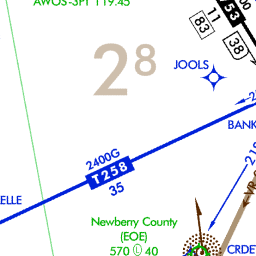 AWOS-3PT 119.45
53
11
83
38
JOOLS
2⁸
BANK
2400G
T258
35
ELLE
Newberry County
(EOE)
570 Ⓛ 40
CRDE